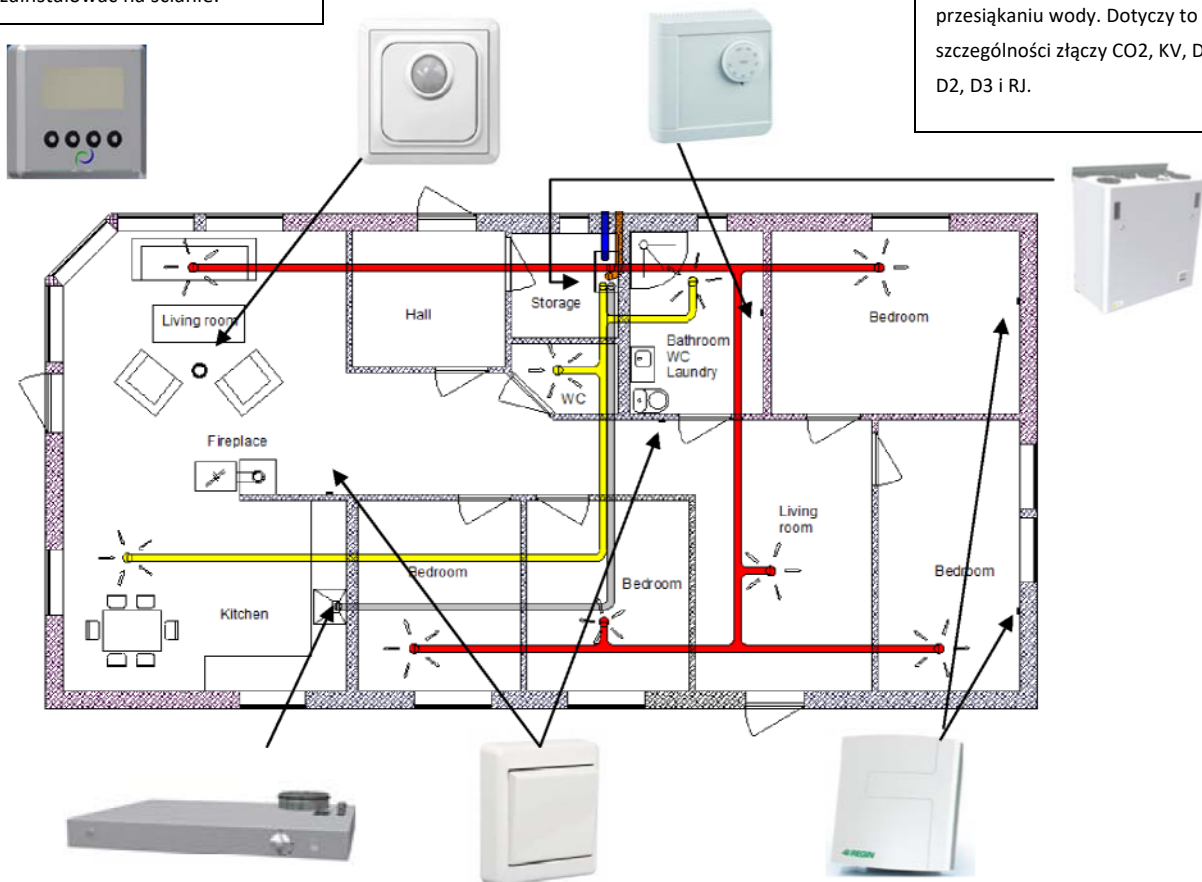 zainstalować na ścianie.
przesiąkaniu wody. Dotyczy to
szczególności złączy CO2, KV, D
D2, D3 i RJ.
Living room
Hall
Storage
Bathroom
WC
Laundry
Bedroom
WC
Fireplace
Kitchen
Bedroom
Bedroom
Living
room
Bedroom
REGIN